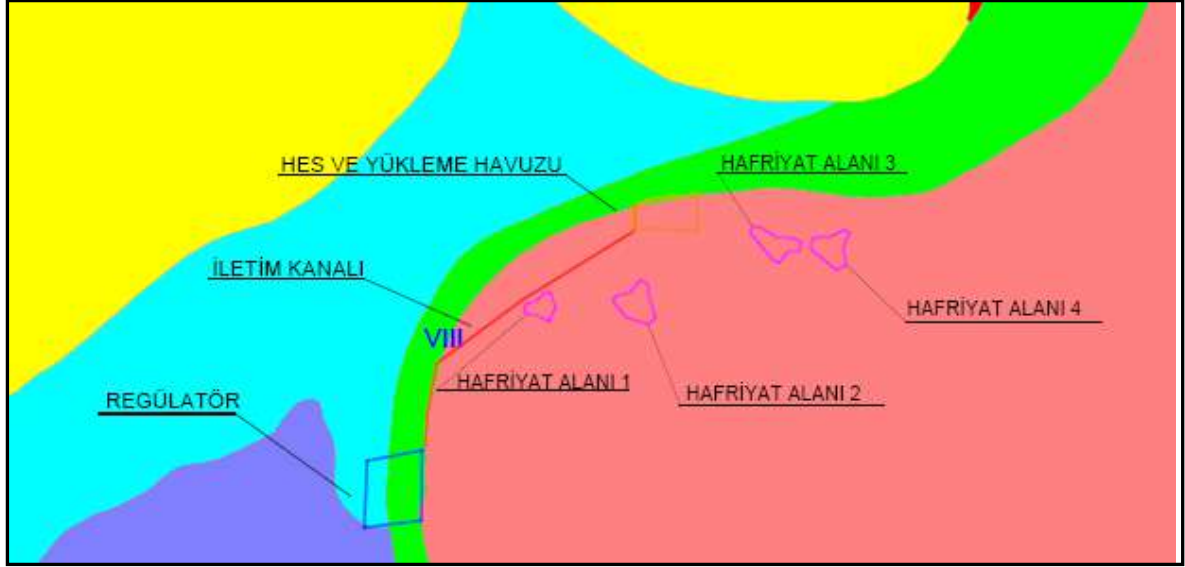 HES VE YÜKLEME HAVUZU
HAFRİYAT ALANI 3
İLETİM KANALI
HAFRİYAT ALANI 4
VIII
HAFRİYAT ALANI 1
HAFRİYAT ALANI 2
REGÜLATÖR